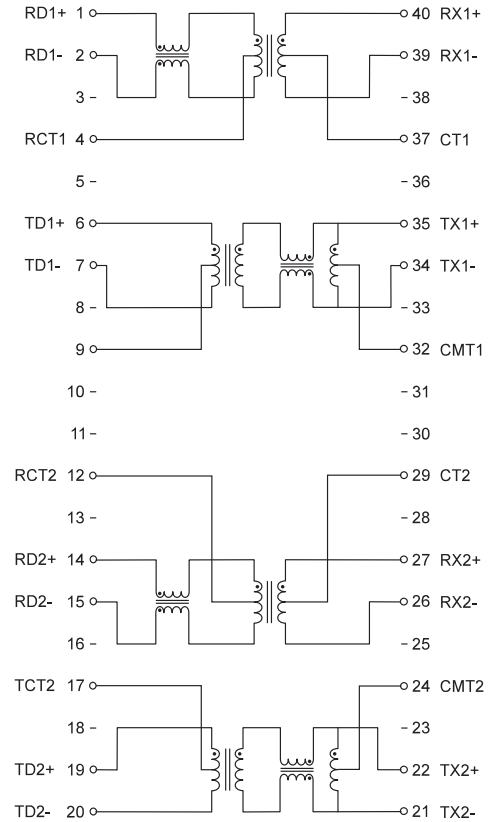 RD1+ 1 40 RX1+
RD1- 2 39 RX1-
3 - - 38
RCT1 4 37 CT1
5 - - 36
TD1+ 6 35 TX1+
TD1- 7 34 TX1-
8 - - 33
9 32 CMT1
10 - - 31
11 - - 30
RCT2 12 29 CT2
13 - - 28
RD2+ 14 27 RX2+
RD2- 15 26 RX2-
16 - - 25
TCT2 17 24 CMT2
18 - - 23
TD2+ 19 22 TX2+
TD2- 20 21 TX2-